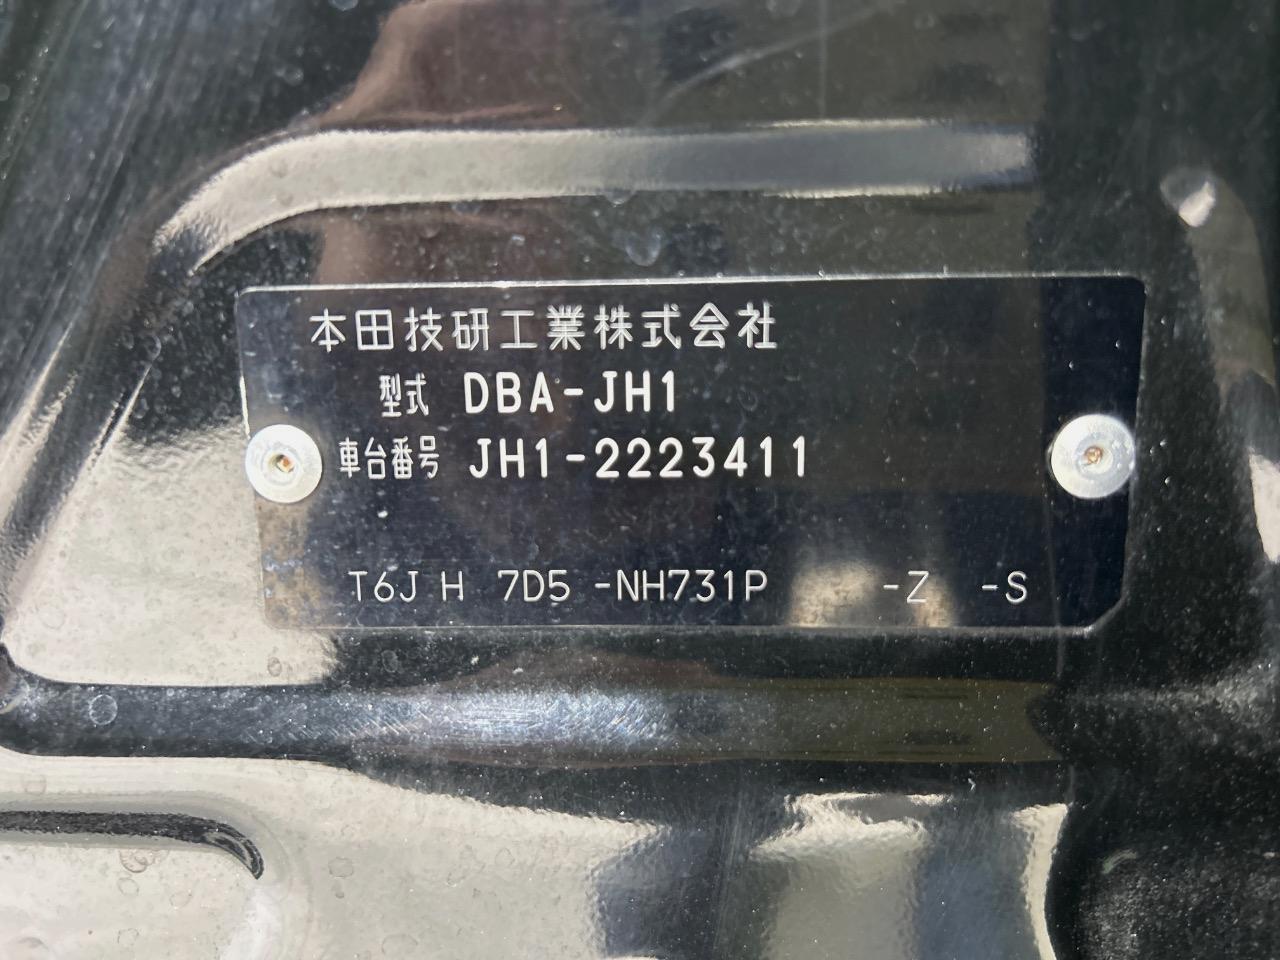 本田技研工業株式会社
型式 DBA-JH1
車台番号 JH1-2223411
T6J H 7D5 -NH731P -Z -S